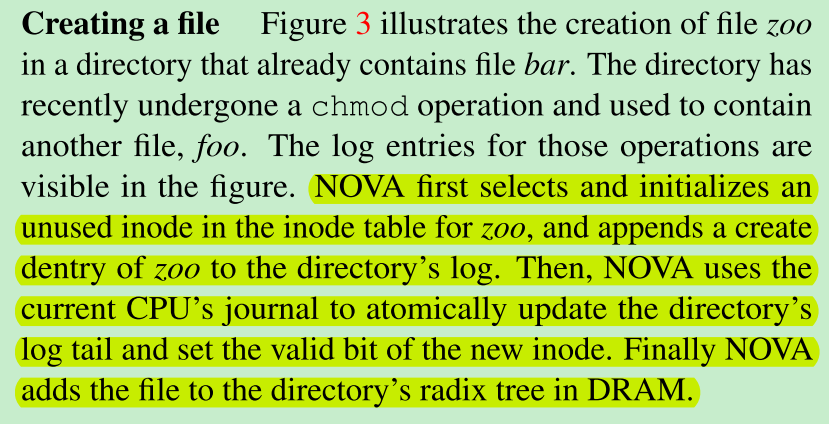 Creating a file Figure 3 illustrates the creation of file zoo
in a directory that already contains file bar. The directory has
recently undergone a chmod operation and used to contain
another file, foo. The log entries for those operations are
visible in the figure. NOVA first selects and initializes an
unused inode in the inode table for zoo, and appends a create
dentry of zoo to the directory's log. Then, NOVA uses the
current CPU's journal to atomically update the directory's
log tail and set the valid bit of the new inode. Finally NOVA
adds the file to the directory's radix tree in DRAM.